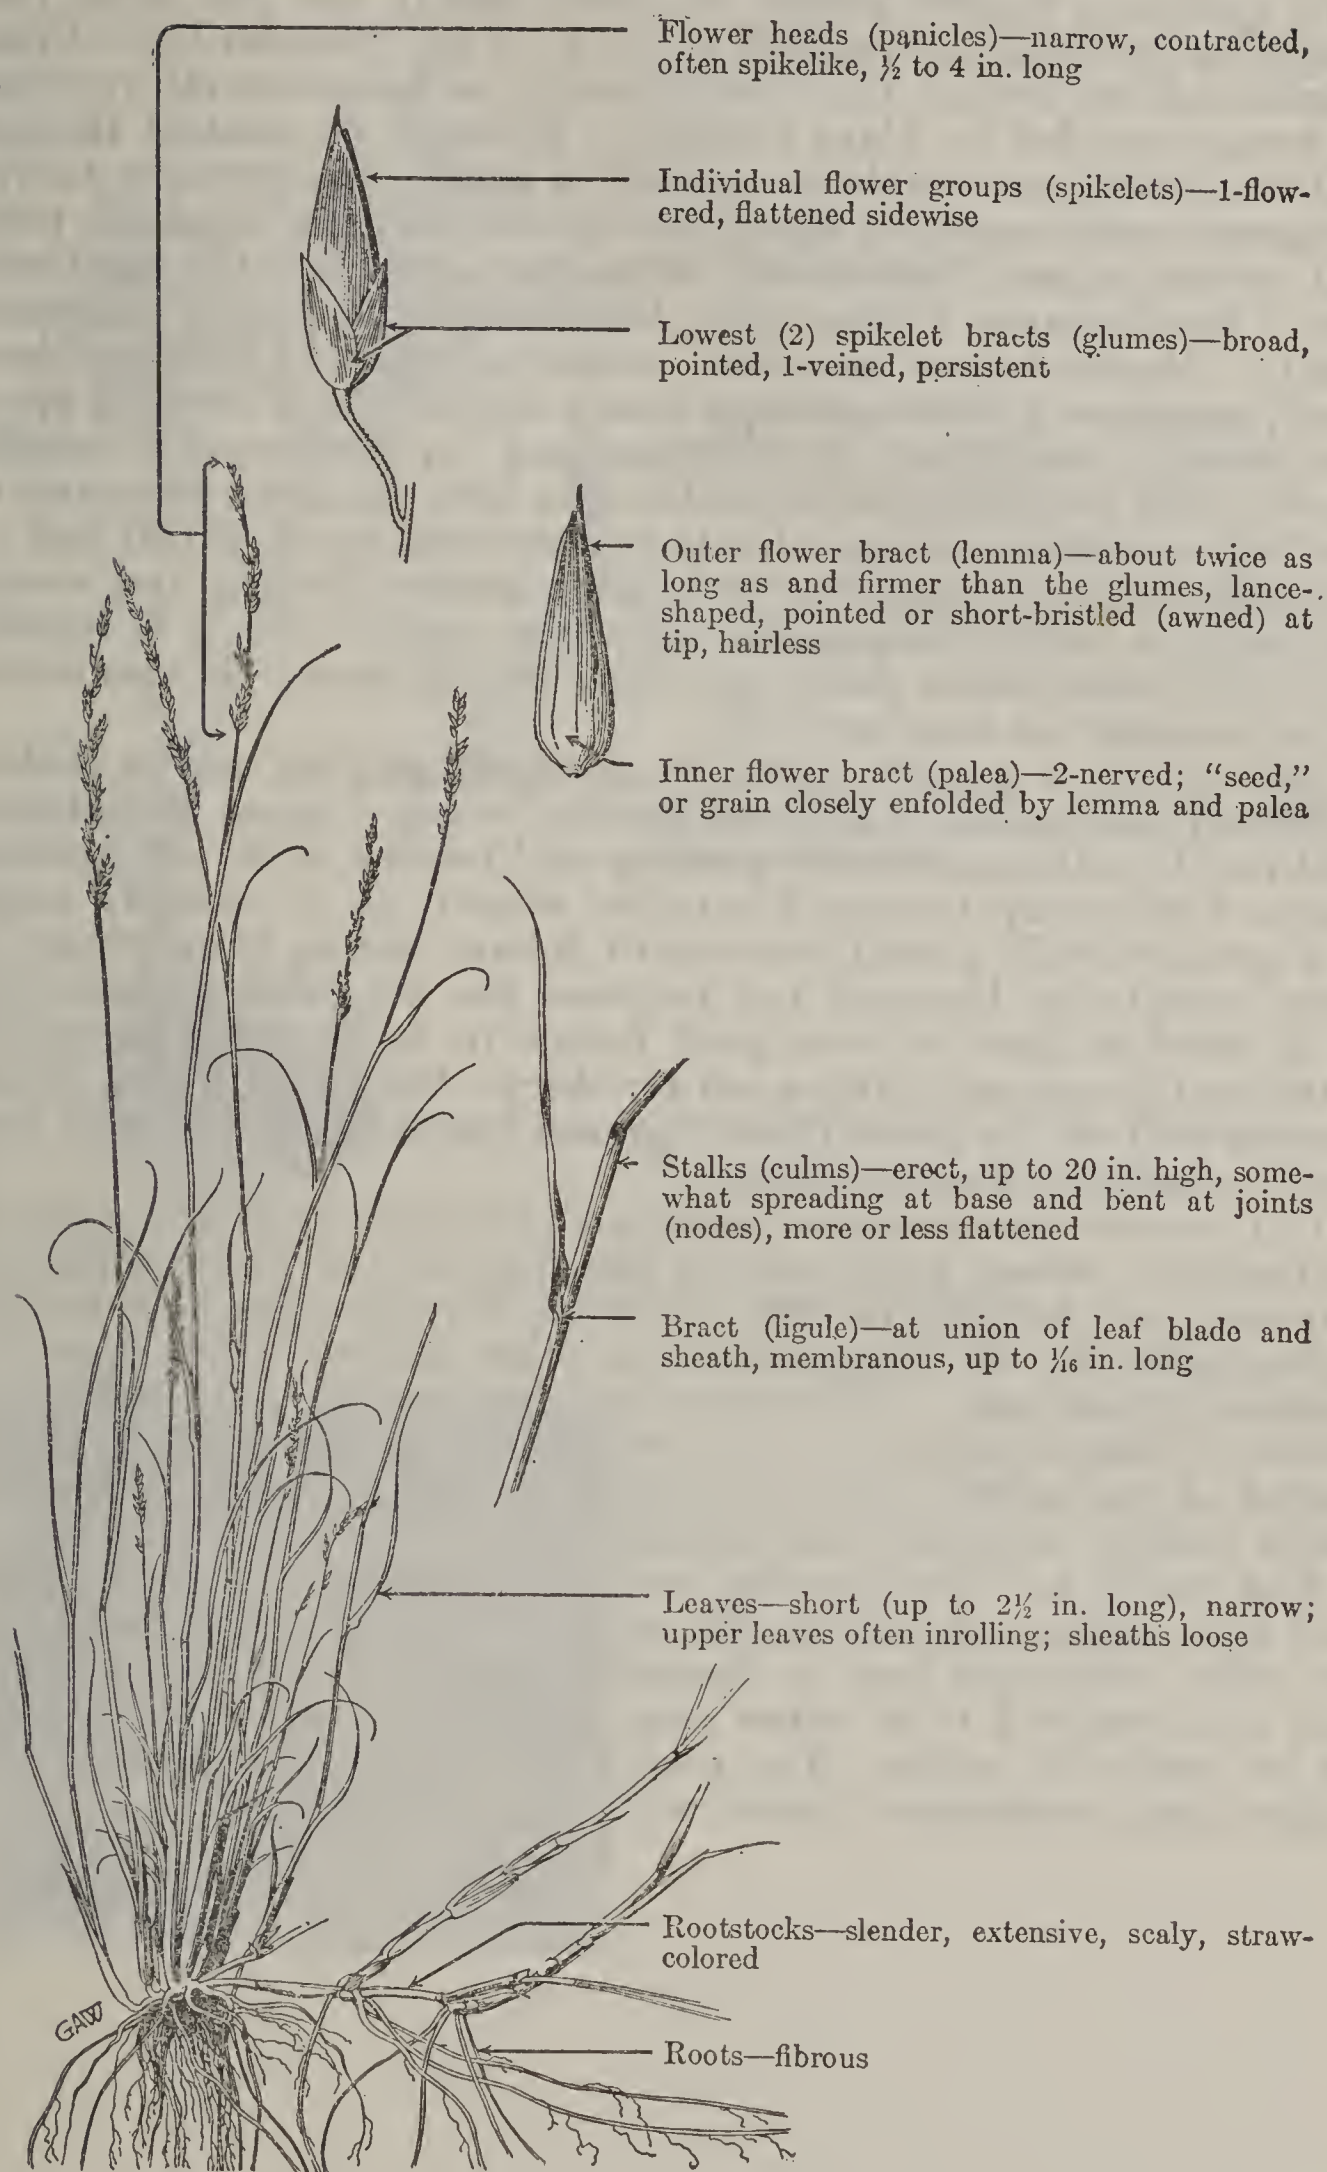 Flower heads (panicles)—narrow, contracted,
often spikelike, ½ to 4 in. long
Individual flower groups (spikelets)—1-flow-
ered, flattened sidewise
Lowest (2) spikelet bracts (glumes)—broad,
pointed, 1-veined, persistent
Outer flower bract (lemma)—about twice as
long as and firmer than the glumes, lance-
shaped, pointed or short-bristled (awned) at
tip, hairless
Inner flower bract (palea)—2-nerved; “seed,”
or grain closely enfolded by lemma and palea
Stalks (culms)—erect, up to 20 in. high, some-
what spreading at base and bent at joints
(nodes), more or less flattened
Bract (ligule)—at union of leaf blade and
sheath, membranous, up to 1⁄16 in. long
Leaves—short (up to 2½ in. long), narrow;
upper leaves often inrolling; sheaths loose
Rootstocks—slender, extensive, scaly, straw-
colored
GAW
Roots—fibrous